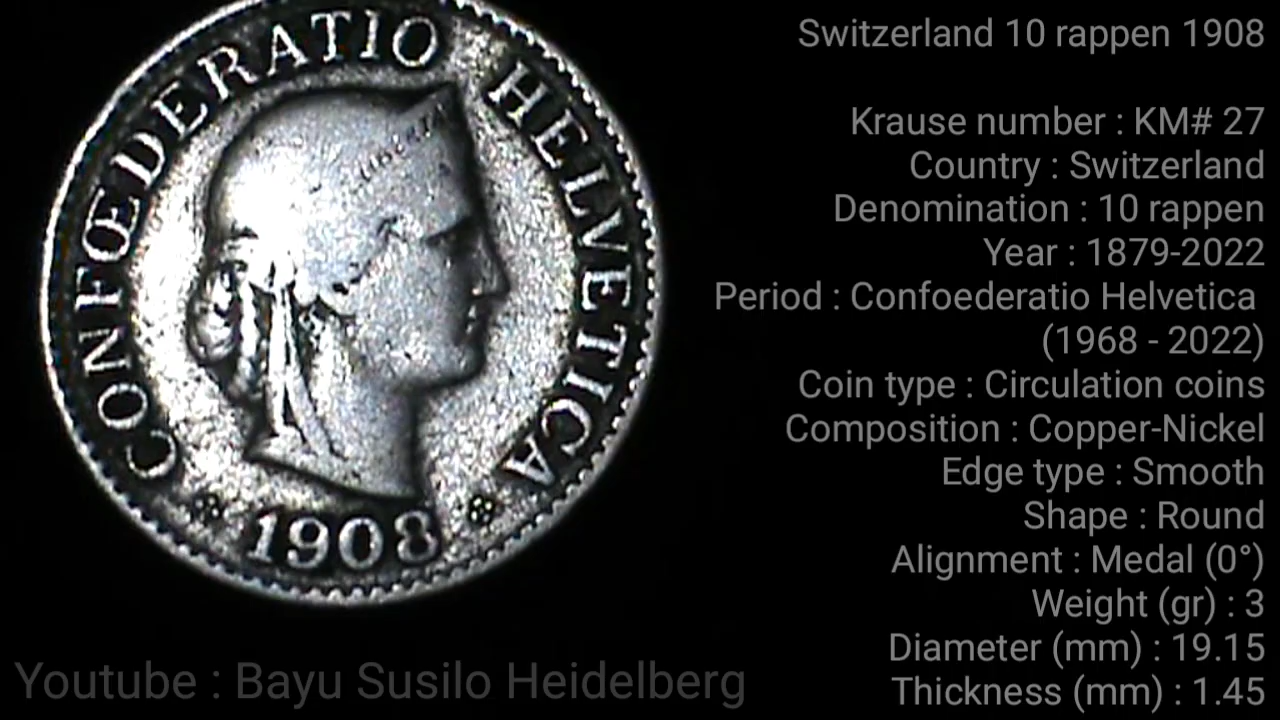 CONFŒDERATIO HELVETICA
LIBERTAS
1908
Switzerland 10 rappen 1908
Krause number : KM# 27
Country : Switzerland
Denomination : 10 rappen
Year : 1879-2022
Period : Confoederatio Helvetica
(1968 - 2022)
Coin type : Circulation coins
Composition : Copper-Nickel
Edge type : Smooth
Shape : Round
Alignment : Medal (0°)
Weight (gr) : 3
Diameter (mm) : 19.15
Thickness (mm) : 1.45
Youtube : Bayu Susilo Heidelberg